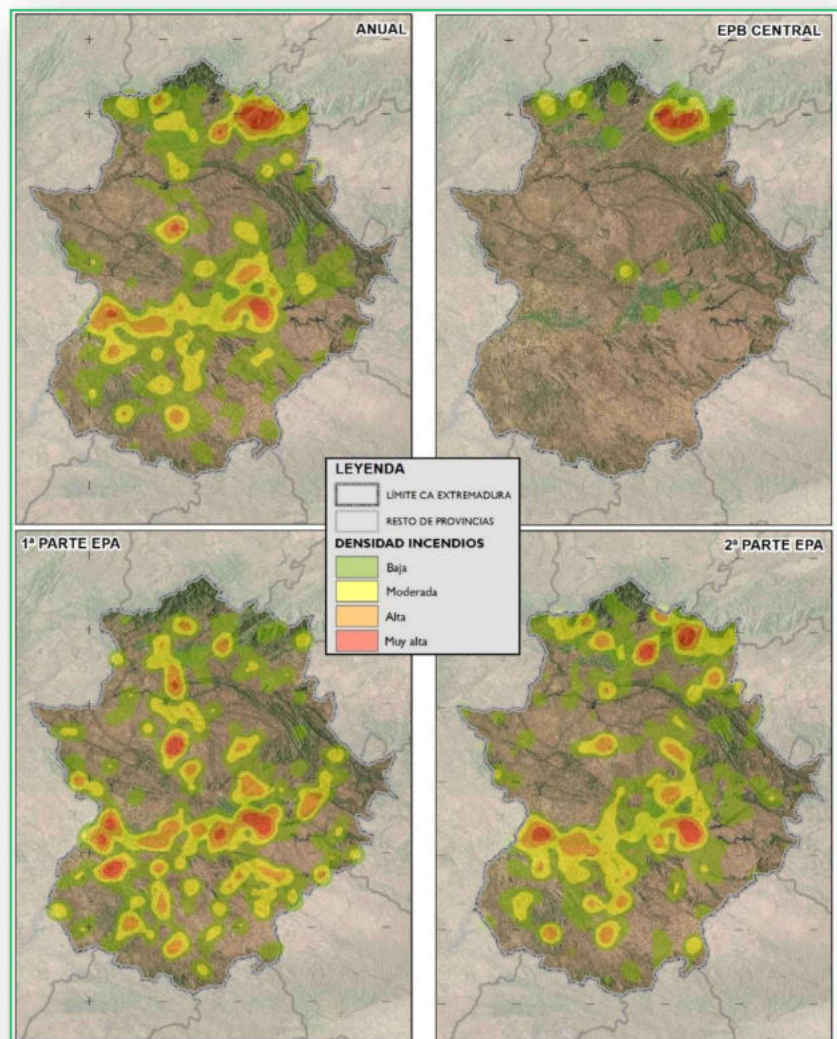 ANUAL
EPB CENTRAL
LEYENDA
LÍMITE CA EXTREMADURA
RESTO DE PROVINCIAS
DENSIDAD INCENDIOS
Baja
Moderada
Alta
Muy alta
1ª PARTE EPA
2ª PARTE EPA